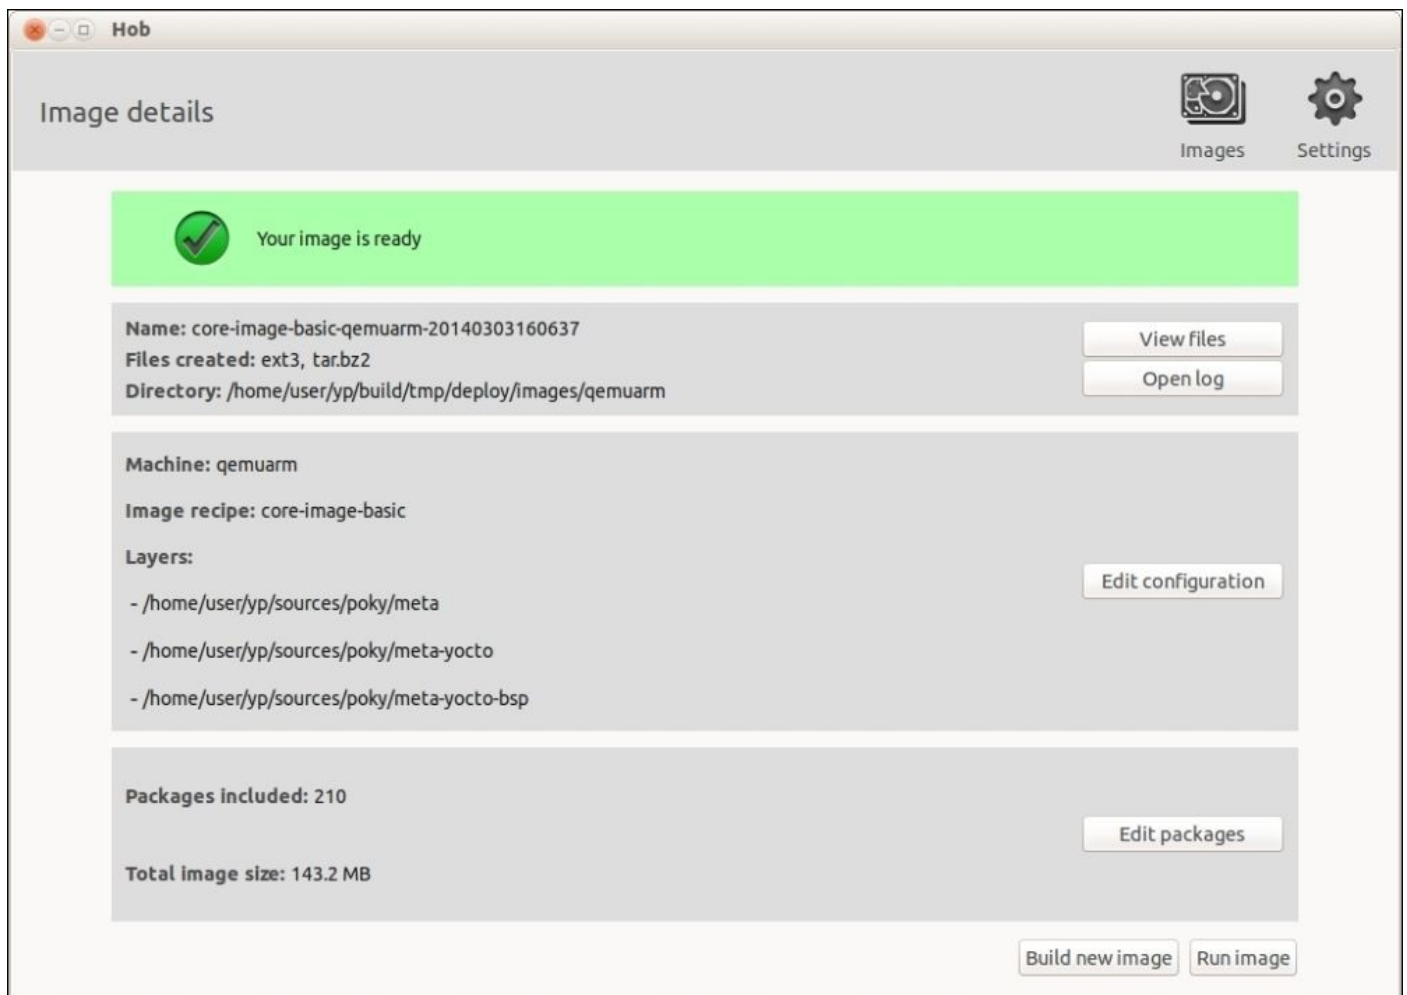 Hob
Image details
Images
Settings
Your image is ready
Name: core-image-basic-qemuarm-20140303160637
Files created: ext3, tar.bz2
Directory: /home/user/yp/build/tmp/deploy/images/qemuarm
View files
Open log
Machine: qemuarm
Image recipe: core-image-basic
Layers:
- /home/user/yp/sources/poky/meta
- /home/user/yp/sources/poky/meta-yocto
- /home/user/yp/sources/poky/meta-yocto-bsp
Edit configuration
Packages included: 210
Total image size: 143.2 MB
Edit packages
Build new image
Run image